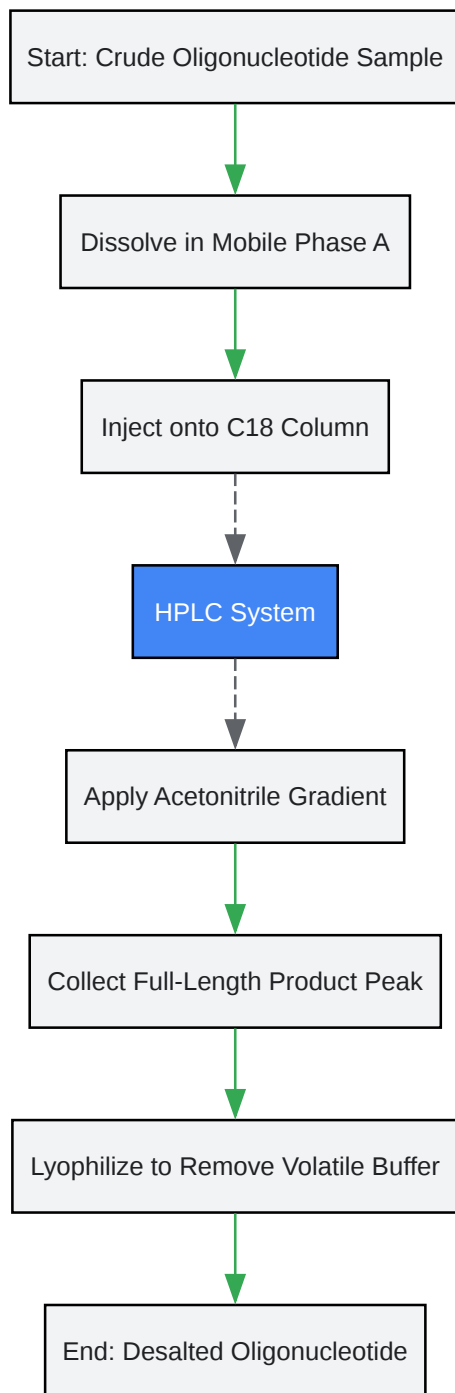 Start: Crude Oligonucleotide Sample
Dissolve in Mobile Phase A
Inject onto C18 Column
HPLC System
Apply Acetonitrile Gradient
Collect Full-Length Product Peak
Lyophilize to Remove Volatile Buffer
End: Desalted Oligonucleotide